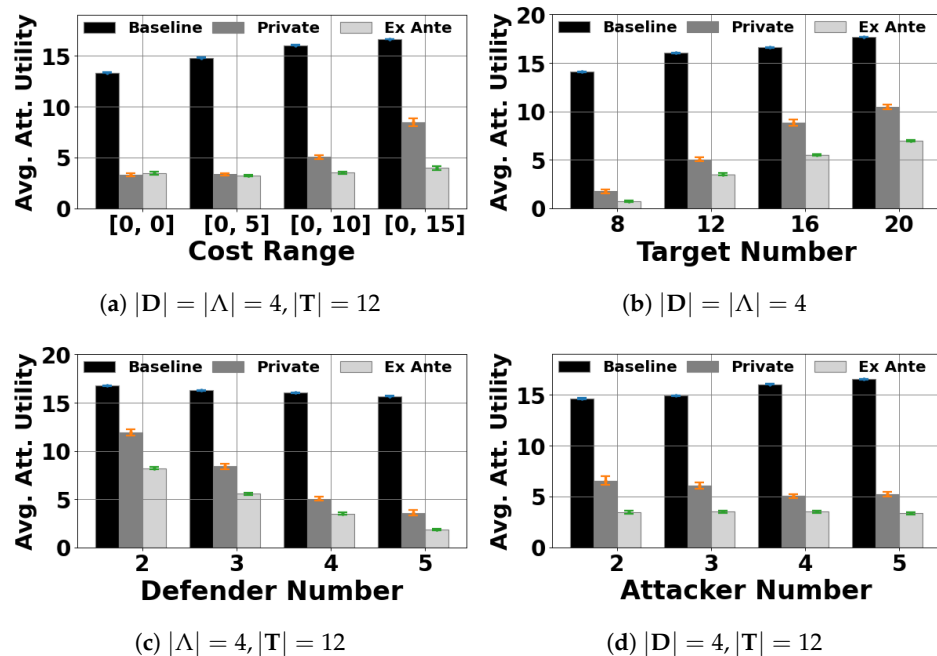 Baseline Private Ex Ante
Avg. Att. Utility
15
10
5
0
[0, 0] [0, 5] [0, 10] [0, 15]
Cost Range
(a) |D| = |Λ| = 4, |T| = 12
Baseline Private Ex Ante
Avg. Att. Utility
20
15
10
5
0
8 12 16 20
Target Number
(b) |D| = |Λ| = 4
Baseline Private Ex Ante
Avg. Att. Utility
20
15
10
5
0
2 3 4 5
Defender Number
(c) |Λ| = 4, |T| = 12
Baseline Private Ex Ante
Avg. Att. Utility
15
10
5
0
2 3 4 5
Attacker Number
(d) |D| = 4, |T| = 12